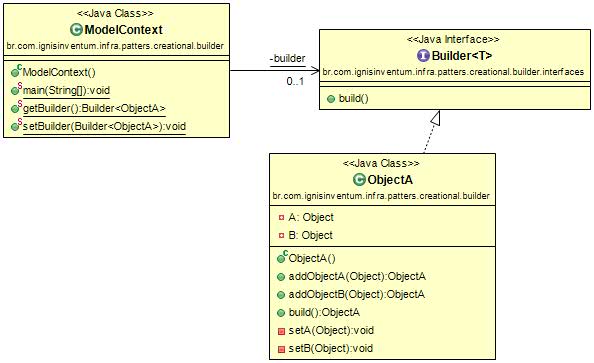 <<Java Class>>
ModelContext
br.com.ignisinventum.infra.patters.creational.builder
ModelContext()
main(String[]):void
getBuilder():Builder<ObjectA>
setBuilder(Builder<ObjectA>):void
-builder
0..1
<<Java Interface>>
Builder<T>
br.com.ignisinventum.infra.patters.creational.builder.interfaces
build()
<<Java Class>>
ObjectA
br.com.ignisinventum.infra.patters.creational.builder
A: Object
B: Object
ObjectA()
addObjectA(Object):ObjectA
addObjectB(Object):ObjectA
build():ObjectA
setA(Object):void
setB(Object):void